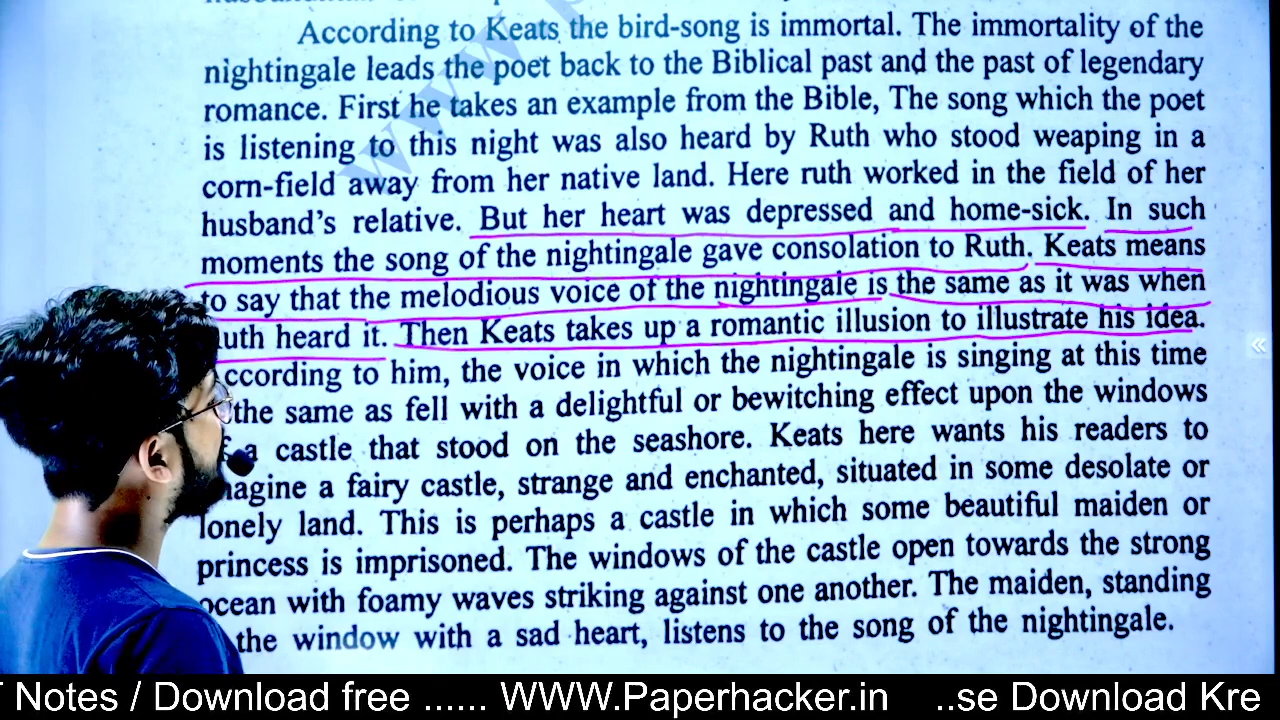 According to Keats the bird-song is immortal. The immortality of the
nightingale leads the poet back to the Biblical past and the past of legendary
romance. First he takes an example from the Bible, The song which the poet
is listening to this night was also heard by Ruth who stood weaping in a
corn-field away from her native land. Here ruth worked in the field of her
husband's relative. But her heart was depressed and home-sick. In such
moments the song of the nightingale gave consolation to Ruth. Keats means
to say that the melodious voice of the nightingale is the same as it was when
uth heard it. Then Keats takes up a romantic illusion to illustrate his idea.
ccording to him, the voice in which the nightingale is singing at this time
the same as fell with a delightful or bewitching effect upon the windows
a castle that stood on the seashore. Keats here wants his readers to
agine a fairy castle, strange and enchanted, situated in some desolate or
lonely land. This is perhaps a castle in which some beautiful maiden or
princess is imprisoned. The windows of the castle open towards the strong
ocean with foamy waves striking against one another. The maiden, standing
the window with a sad heart, listens to the song of the nightingale.
Notes / Download free ...... WWW.Paperhacker.in ..se Download Kre